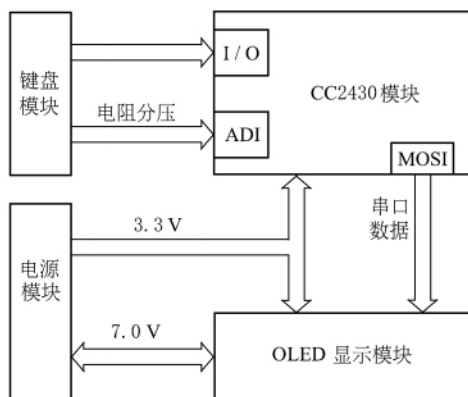 键盘
模块
I / O
电阻分压
ADI
CC2430模块
MOSI
电源
模块
3.3 V
串口
数据
7.0 V
OLED 显示模块